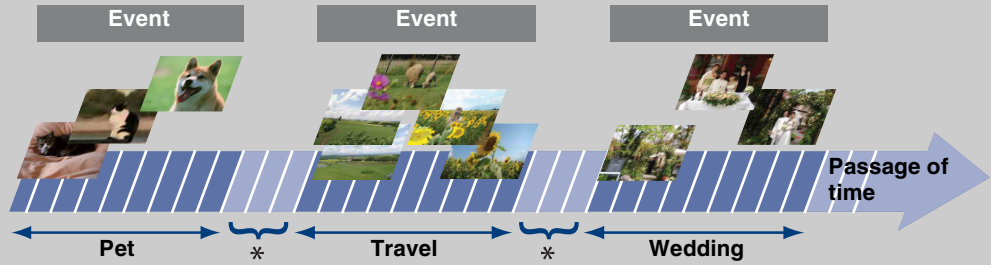 Event
Event
Event
Passage of
time
Pet
*
Travel
*
Wedding